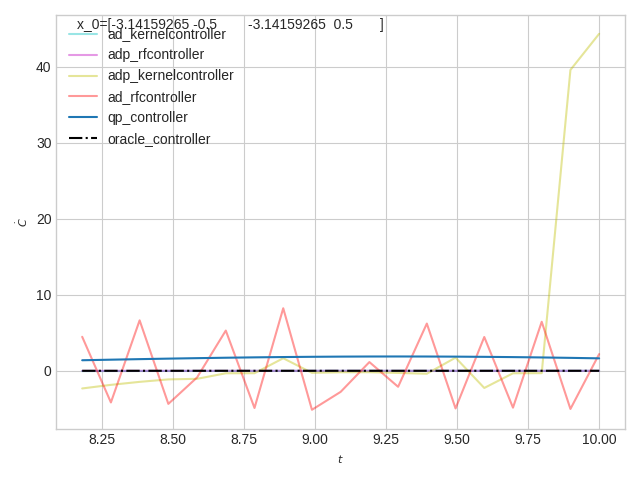 x_0=[-3.14159265 -0.5 -3.14159265 0.5 ]
ad_kernelcontroller
adp_rfcontroller
adp_kernelcontroller
ad_rfcontroller
qp_controller
oracle_controller
40
30
20
10
0
Ċ
8.25 8.50 8.75 9.00 9.25 9.50 9.75 10.00
t